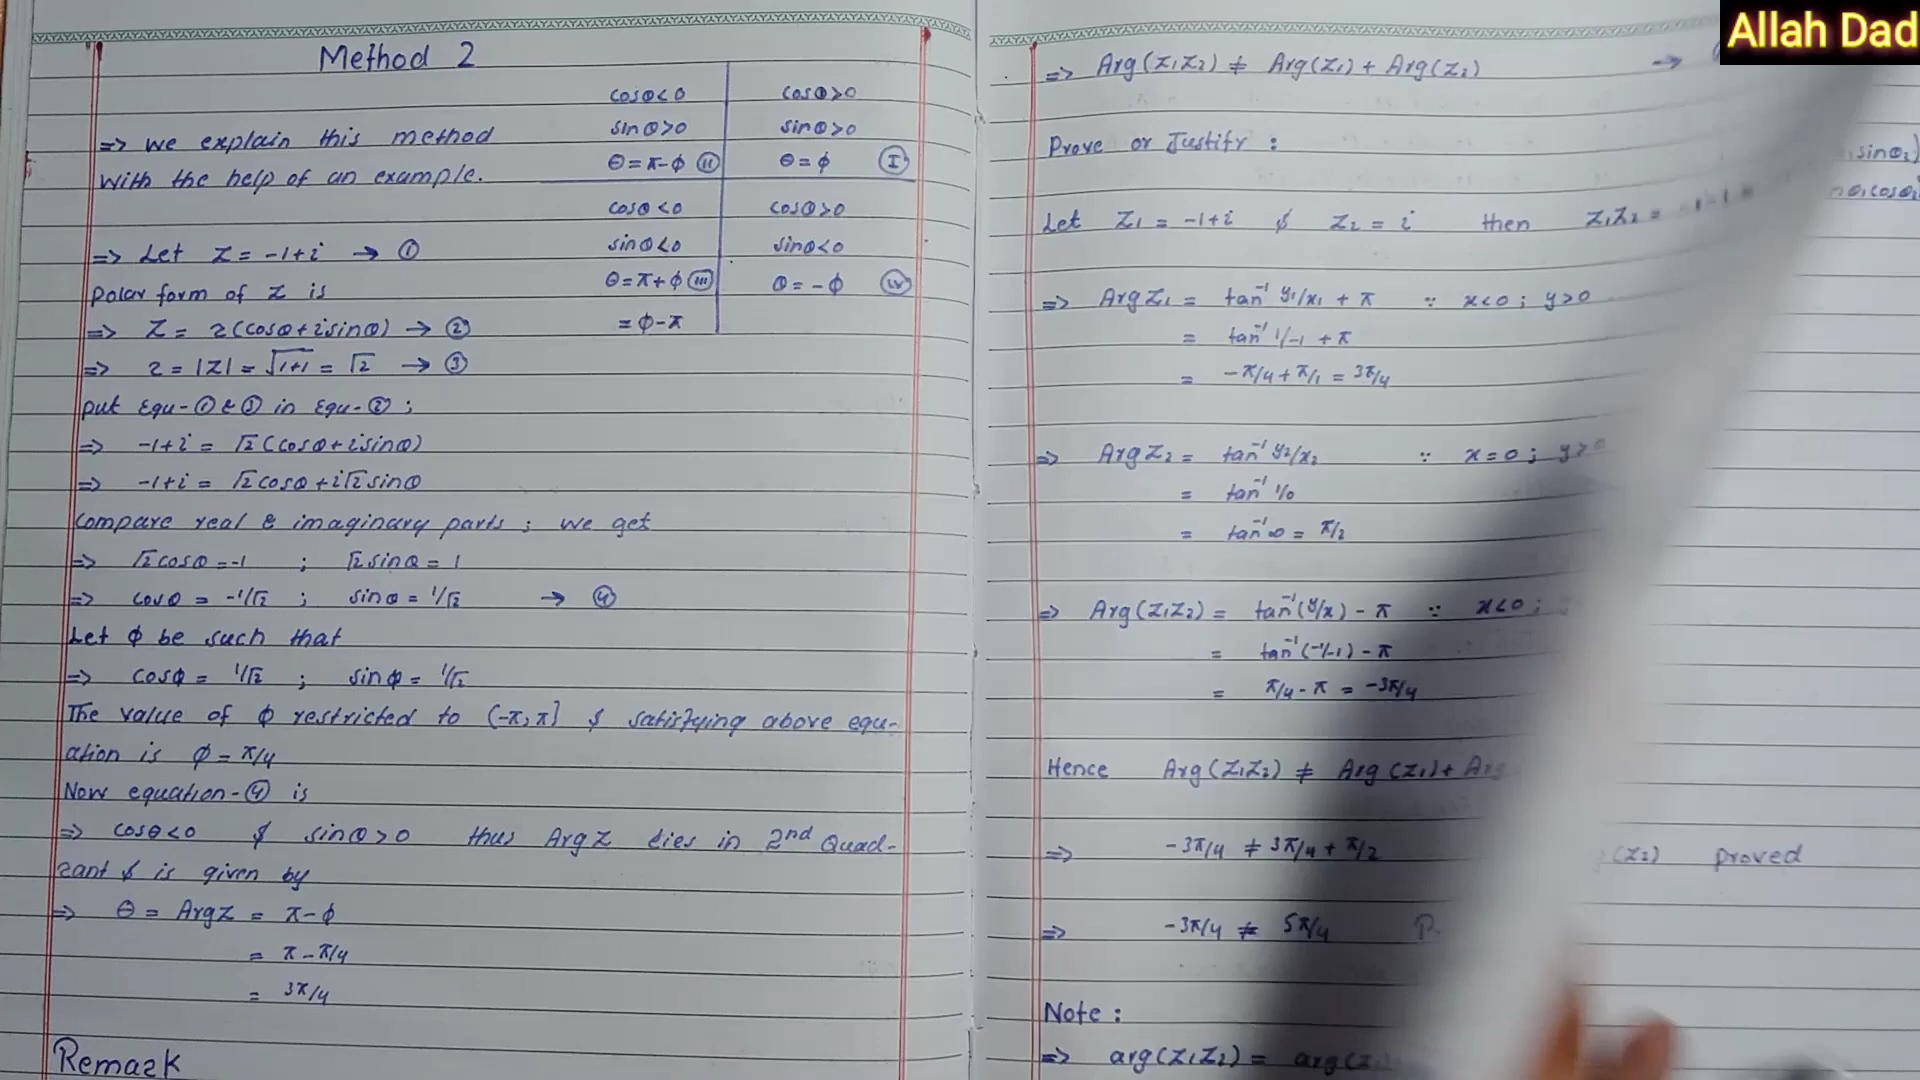 Method 2
=> we explain this method
with the help of an example.
cosθ<0
sinθ>0
θ=π-ϕ (II)
cosθ>0
sinθ>0
θ=ϕ (I)
cosθ<0
sinθ<0
θ=π+ϕ (III)
=ϕ-π
cosθ>0
sinθ<0
θ=-ϕ (IV)
=> Let Z = -1+i → ①
Polar form of Z is
=> Z = r(cosθ+isinθ) → ②
=> r = |Z| = √1+1 = √2 → ③
put Equ-① & ③ in Equ-②;
=> -1+i = √2(cosθ+isinθ)
=> -1+i = √2cosθ+i√2sinθ
Compare real & imaginary parts; we get
=> √2cosθ=-1 ; √2sinθ=1
=> cosθ = -1/√2 ; sinθ = 1/√2 → ④
Let ϕ be such that
=> cosϕ = 1/√2 ; sinϕ = 1/√2
The value of ϕ restricted to (-π,π] & satisfying above equ-
ation is ϕ = π/4
Now equation-④ is
=> cosθ<0 & sinθ>0 thus ArgZ lies in 2nd Quad-
rant & is given by
=> θ = ArgZ = π-ϕ
= π-π/4
= 3π/4
Remark
Allah Dad
=> Arg(Z₁Z₂) ≠ Arg(Z₁)+Arg(Z₂) →
Prove or Justify :
Let Z₁ = -1+i & Z₂ = i then Z₁Z₂ = -1-i
=> ArgZ₁ = tan⁻¹ y₁/x₁ + π ∵ x<0 ; y>0
= tan⁻¹ 1/-1 + π
= -π/4 + π/1 = 3π/4
=> ArgZ₂ = tan⁻¹ y₂/x₂ ∵ x=0 ; y>0
= tan⁻¹ 1/0
= tan⁻¹∞ = π/2
=> Arg(Z₁Z₂) = tan⁻¹(y/x) - π ∵ x<0 ;
= tan⁻¹(-1/-1) - π
= π/4 - π = -3π/4
Hence Arg(Z₁Z₂) ≠ Arg(Z₁)+Arg
=> -3π/4 ≠ 3π/4 + π/2
=> -3π/4 ≠ 5π/4
Note :
=> arg(Z₁Z₂) = arg(Z₁)
sinθ₂)
(Z₂) proved